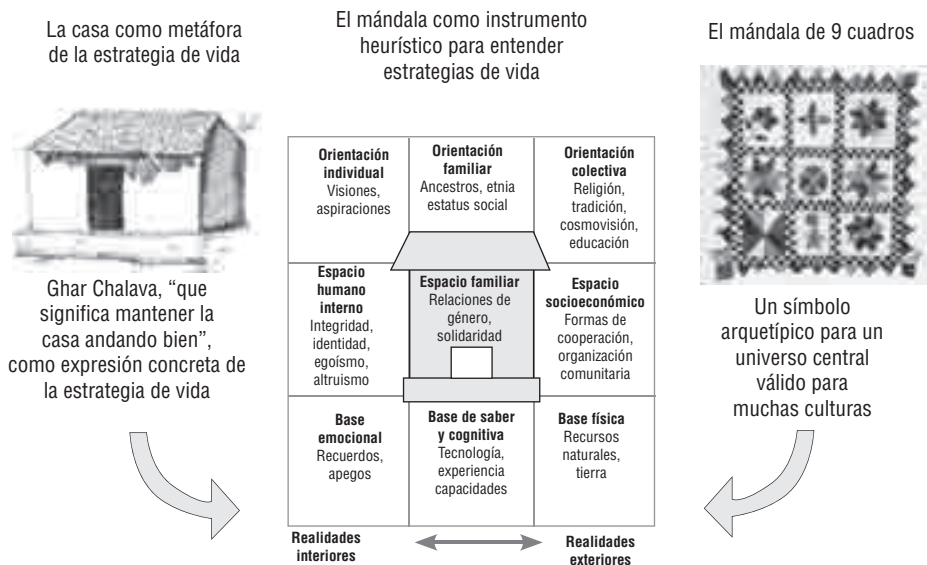 La casa como metáfora
de la estrategia de vida
Ghar Chalava, “que
significa mantener la
casa andando bien”,
como expresión concreta de
la estrategia de vida
El mándala como instrumento
heurístico para entender
estrategias de vida
Orientación
individual
Visiones,
aspiraciones
Orientación
familiar
Ancestros, etnia
estatus social
Orientación
colectiva
Religión,
tradición,
cosmovisión,
educación
Espacio
humano
interno
Integridad,
identidad,
egoísmo,
altruismo
Espacio familiar
Relaciones de
género,
solidaridad
Espacio
socioeconómico
Formas de
cooperación,
organización
comunitaria
Base
emocional
Recuerdos,
apegos
Base de saber
y cognitiva
Tecnología,
experiencia
capacidades
Base física
Recursos
naturales,
tierra
Realidades
interiores
Realidades
exteriores
El mándala de 9 cuadros
Un símbolo
arquetípico para un
universo central
válido para
muchas culturas